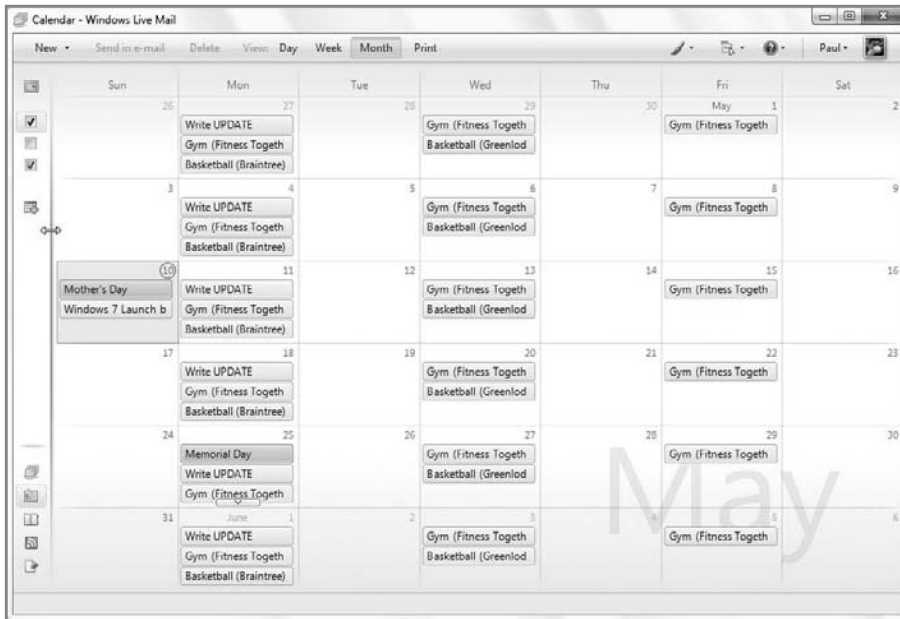 Calendar - Windows Live Mail
New Send in e-mail Delete View: Day Week Month Print Paul
Sun Mon Tue Wed Thu Fri Sat
26 27 28 29 30 May 1 2
Write UPDATE
Gym (Fitness Togeth Gym (Fitness Togeth Gym (Fitness Togeth
Basketball (Braintree) Basketball (Greenlod
3 4 5 6 7 8 9
Write UPDATE Gym (Fitness Togeth Gym (Fitness Togeth
Gym (Fitness Togeth Basketball (Greenlod
Basketball (Braintree)
10 11 12 13 14 15 16
Mother's Day Write UPDATE Gym (Fitness Togeth Gym (Fitness Togeth
Windows 7 Launch b Gym (Fitness Togeth Basketball (Greenlod
Basketball (Braintree)
17 18 19 20 21 22 23
Write UPDATE Gym (Fitness Togeth Gym (Fitness Togeth
Gym (Fitness Togeth Basketball (Greenlod
Basketball (Braintree)
24 25 26 27 28 29 30
Memorial Day Gym (Fitness Togeth Gym (Fitness Togeth
Write UPDATE Basketball (Greenlod
Gym (Fitness Togeth
May
31 June 1 2 3 4 5 6
Write UPDATE Gym (Fitness Togeth Gym (Fitness Togeth
Gym (Fitness Togeth Basketball (Greenlod
Basketball (Braintree)